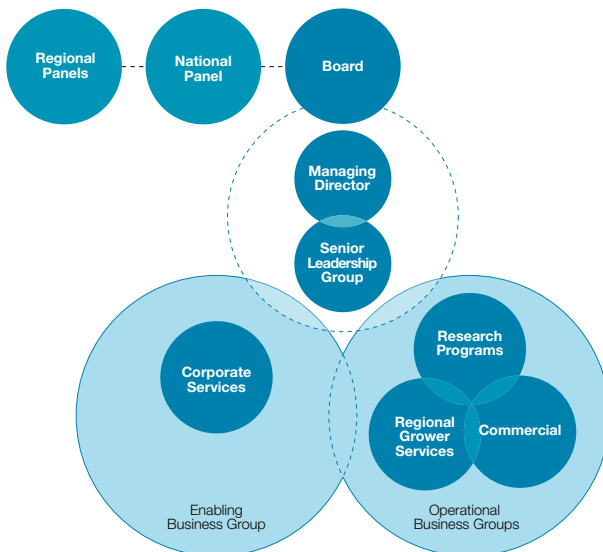 Regional
Panels
National
Panel
Board
Managing
Director
Senior
Leadership
Group
Corporate
Services
Research
Programs
Regional
Grower
Services
Commercial
Enabling
Business Group
Operational
Business Groups